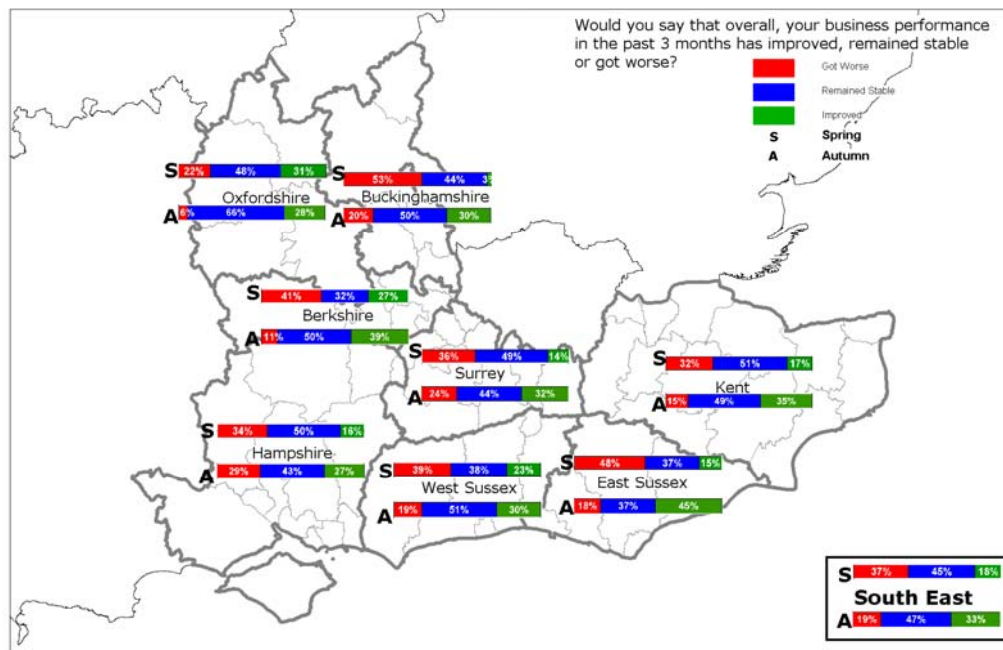 Would you say that overall, your business performance
in the past 3 months has improved, remained stable
or got worse?
Got Worse
Remained Stable
Improved
S Spring
A Autumn
S 22% 48% 31%
Oxfordshire
A 6% 66% 28%
S 53% 44% 3%
Buckinghamshire
A 20% 50% 30%
S 41% 32% 27%
Berkshire
A 11% 50% 39%
S 36% 49% 14%
Surrey
A 24% 44% 32%
S 32% 51% 17%
Kent
A 15% 49% 35%
S 34% 50% 16%
Hampshire
A 29% 43% 27%
S 39% 38% 23%
West Sussex
A 19% 51% 30%
S 48% 37% 15%
East Sussex
A 18% 37% 45%
S 37% 45% 18%
South East
A 19% 47% 33%